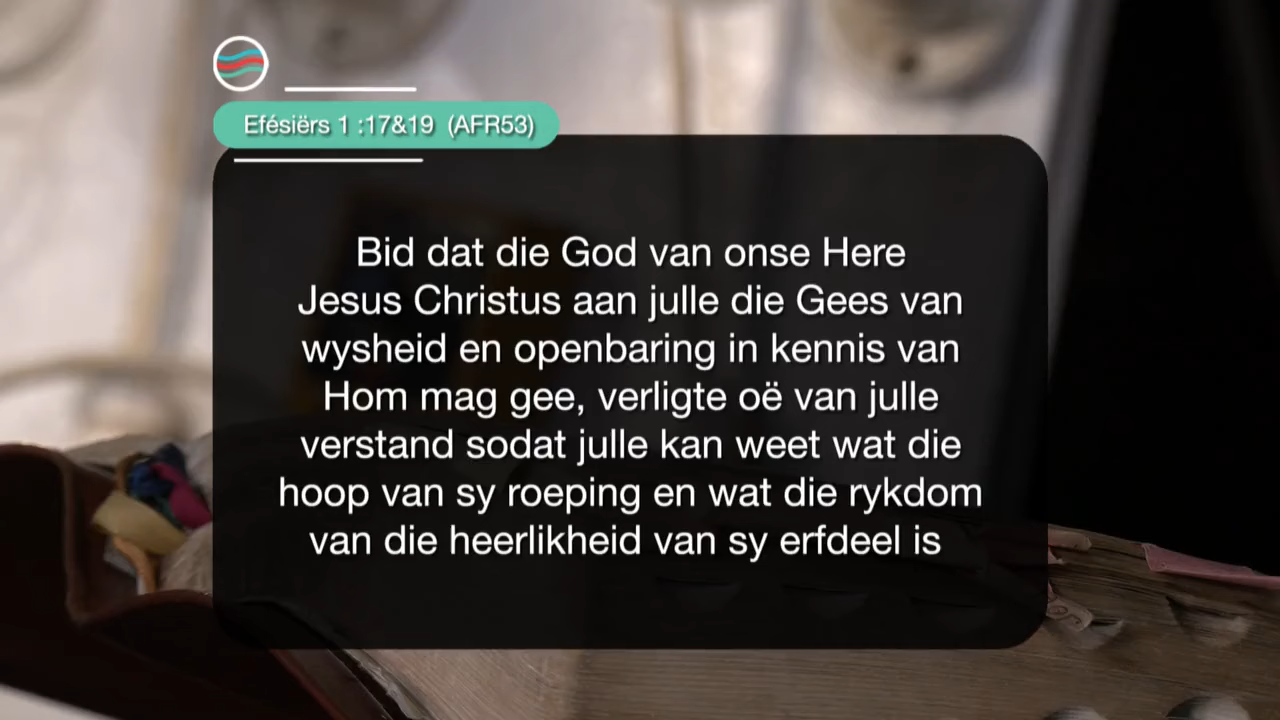 Efésiërs 1 :17&19 (AFR53)
Bid dat die God van onse Here
Jesus Christus aan julle die Gees van
wysheid en openbaring in kennis van
Hom mag gee, verligte oë van julle
verstand sodat julle kan weet wat die
hoop van sy roeping en wat die rykdom
van die heerlikheid van sy erfdeel is